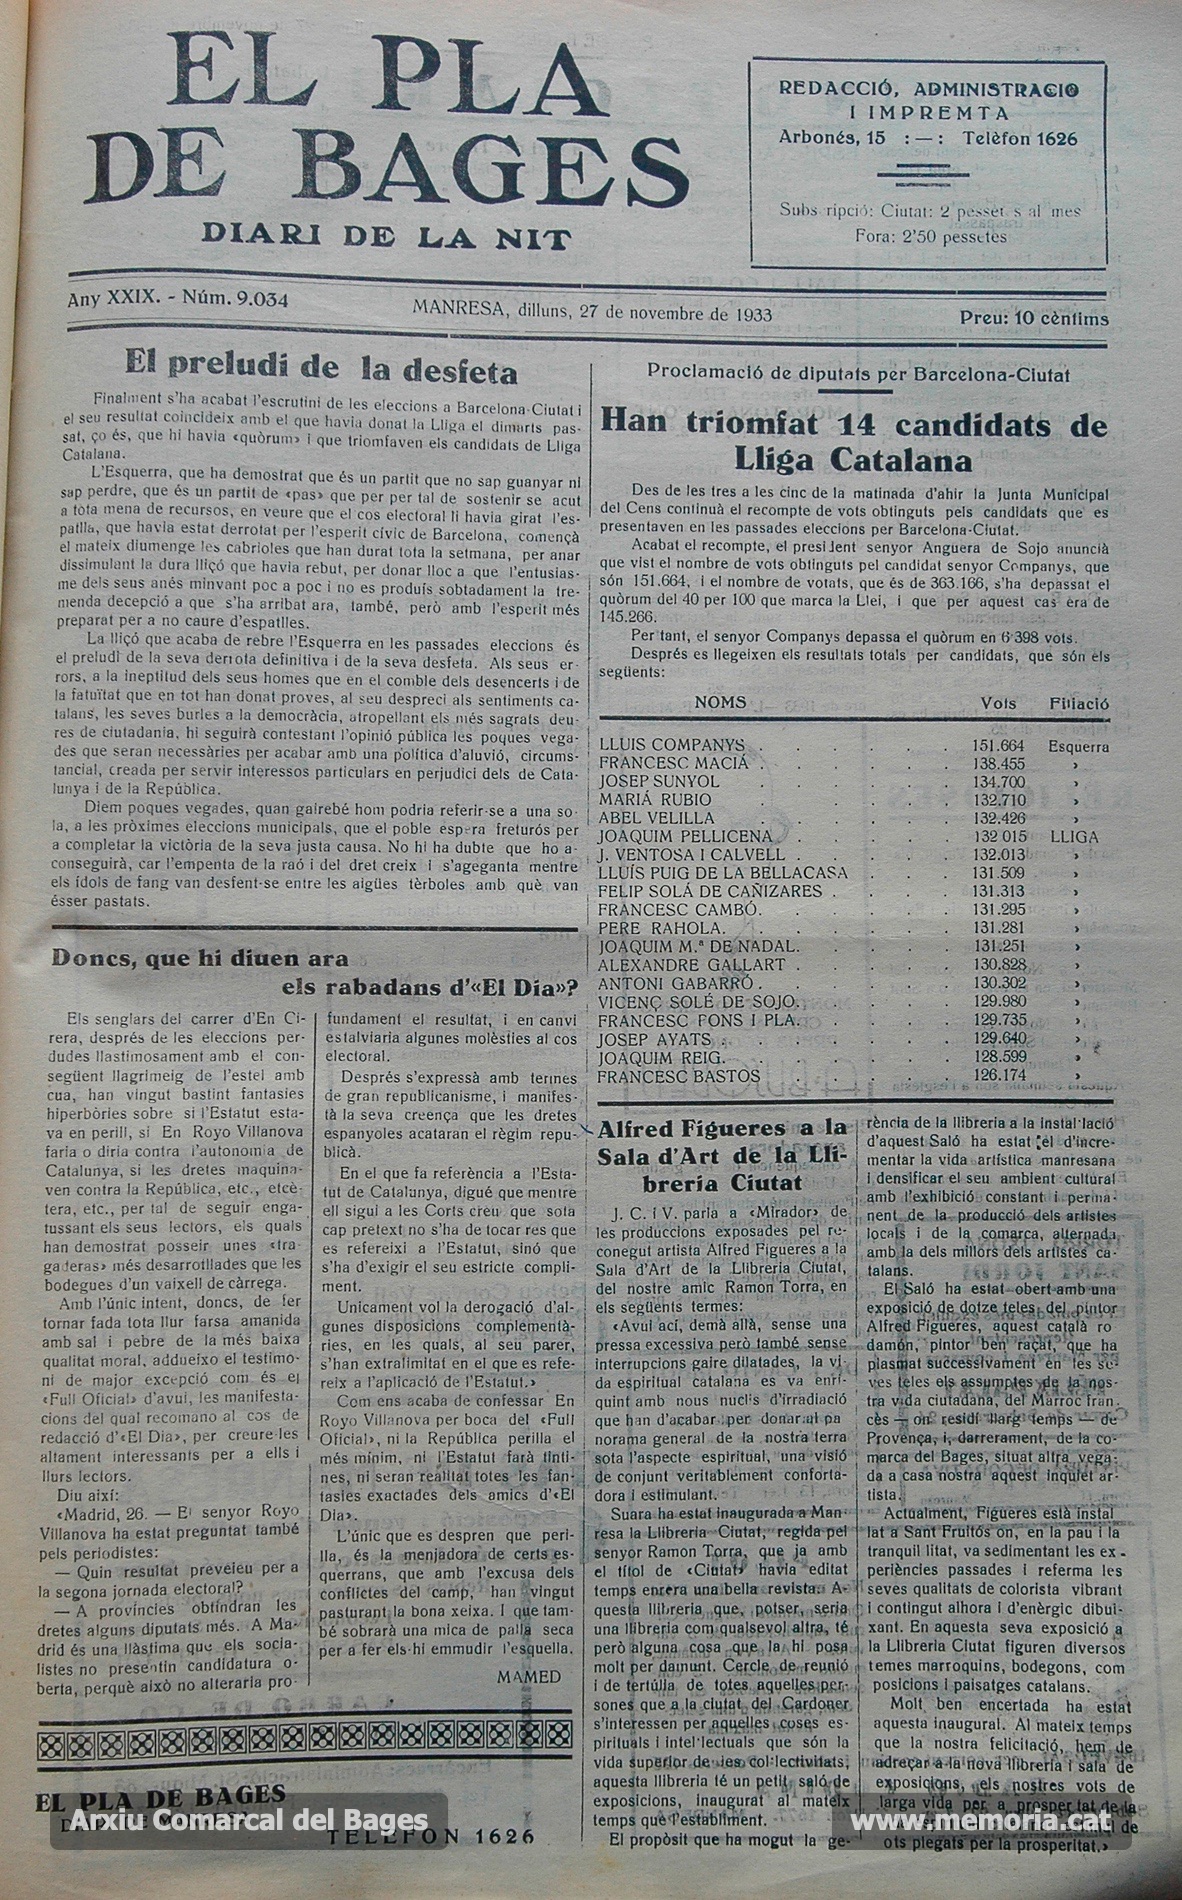 EL PLA
DE BAGES
DIARI DE LA NIT
REDACCIÓ, ADMINISTRACIO
I IMPREMTA
Arbonés, 15 :—: Telèfon 1626
Subs ripció: Ciutat: 2 pesset s al mes
Fora: 2'50 pessetes
Any XXIX. - Núm. 9.034
MANRESA, dilluns, 27 de novembre de 1933
Preu: 10 cèntims
El preludi de la desfeta
Finalment s'ha acabat l'escrutini de les eleccions a Barcelona-Ciutat i
el seu resultat coincideix amb el que havia donat la Lliga el dimarts pas-
sat, ço és, que hi havia «quòrum» i que triomfaven els candidats de Lliga
Catalana.
L'Esquerra, que ha demostrat que és un partit que no sap guanyar ni
sap perdre, que és un partit de «pas» que per per tal de sostenir se acut
a tota mena de recursos, en veure que el cos electoral li havia girat l'es-
patlla, que havia estat derrotat per l'esperit cívic de Barcelona, començà
el mateix diumenge les cabrioles que han durat tota la setmana, per anar
dissimulant la dura lliçó que havia rebut, per donar lloc a que l'entusias-
me dels seus anés minvant poc a poc i no es produís sobtadament la tre-
menda decepció a que s'ha arribat ara, també, però amb l'esperit més
preparat per a no caure d'espatlles.
La lliçó que acaba de rebre l'Esquerra en les passades eleccions és
el preludi de la seva derrota definitiva i de la seva desfeta. Als seus er-
rors, a la ineptitud dels seus homes que en el comble dels desencerts i de
la fatuïtat que en tot han donat proves, al seu despreci als sentiments ca-
talans, les seves burles a la democràcia, atropellant els més sagrats deu-
res de ciutadania, hi seguirà contestant l'opinió pública les poques vega-
des que seran necessàries per acabar amb una política d'aluvió, circums-
tancial, creada per servir interessos particulars en perjudici dels de Cata-
lunya i de la República.
Diem poques vegades, quan gairebé hom podria referir-se a una so-
la, a les pròximes eleccions municipals, que el poble espera freturós per
a completar la victòria de la seva justa causa. No hi ha dubte que ho a-
conseguirà, car l'empenta de la raó i del dret creix i s'ageganta mentre
els ídols de fang van desfent-se entre les aigües tèrboles amb què van
ésser pastats.
Doncs, que hi diuen ara
els rabadans d'«El Dia»?
Els senglars del carrer d'En Ci-
rera, després de les eleccions per-
dudes llastimosament amb el con-
següent llagrimeig de l'estel amb
cua, han vingut bastint fantasies
hiperbòries sobre si l'Estatut esta-
va en perill, si En Royo Villanova
faria o diria contra l'autonomia de
Catalunya, si les dretes maquina-
ven contra la República, etc., etcè-
tera, etc., per tal de seguir enga-
tussant els seus lectors, els quals
han demostrat posseir unes «tra-
gaderas» més desarrotllades que les
bodegues d'un vaixell de càrrega.
Amb l'únic intent, doncs, de fer
tornar fada tota llur farsa amanida
amb sal i pebre de la més baixa
qualitat moral, addueixo el testimo-
ni de major excepció com és el
«Full Oficial» d'avui, les manifesta-
cions del qual recomano al cos de
redacció d'«El Dia», per creure-les
altament interessants per a ells i
llurs lectors.
Diu així:
«Madrid, 26. — El senyor Royo
Villanova ha estat preguntat també
pels periodistes:
— Quin resultat preveieu per a
la segona jornada electoral?
— A províncies obtindran les
dretes alguns diputats més. A Ma-
drid és una llàstima que els socia-
listes no presentin candidatura o-
berta, perquè això no alteraria pro-
fundament el resultat, i en canvi
estalviaria algunes molèsties al cos
electoral.
Després s'expressà amb termes
de gran republicanisme, i manifes-
tà la seva creença que les dretes
espanyoles acataran el règim repu-
blicà.
En el que fa referència a l'Esta-
tut de Catalunya, digué que mentre
ell sigui a les Corts creu que sota
cap pretext no s'ha de tocar res que
es refereixi a l'Estatut, sinó que
s'ha d'exigir el seu estricte compli-
ment.
Unicament vol la derogació d'al-
gunes disposicions complementà-
ries, en les quals, al seu parer,
s'han extralimitat en el que es refe-
reix a l'aplicació de l'Estatut.»
Com ens acaba de confessar En
Royo Villanova per boca del «Full
Oficial», ni la República perilla el
més mínim, ni l'Estatut farà tinti-
nes, ni seran realitat totes les fan-
tasies exactades dels amics d'«El
Dia».
L'únic que es despren que peri-
lla, és la menjadora de certs es-
querrans, que amb l'excusa dels
conflictes del camp, han vingut
pasturant la bona xeixa. I que tam-
bé sobrarà una mica de palla seca
per a fer els-hi emmudir l'esquella.
MAMED
EL PLA DE BAGES
TELEFON 1626
Proclamació de diputats per Barcelona-Ciutat
Han triomfat 14 candidats de
Lliga Catalana
Des de les tres a les cinc de la matinada d'ahir la Junta Municipal
del Cens continuà el recompte de vots obtinguts pels candidats que es
presentaven en les passades eleccions per Barcelona-Ciutat.
Acabat el recompte, el president senyor Anguera de Sojo anuncià
que vist el nombre de vots obtinguts pel candidat senyor Companys, que
són 151.664, i el nombre de votats, que és de 363.166, s'ha depassat el
quòrum del 40 per 100 que marca la Llei, i que per aquest cas era de
145.266.
Per tant, el senyor Companys depassa el quòrum en 6 398 vots.
Després es llegeixen els resultats totals per candidats, que són els
següents:
NOMS Vots Filiació
LLUIS COMPANYS . . . . . . 151.664 Esquerra
FRANCESC MACIÁ . . . . . . 138.455 »
JOSEP SUNYOL . . . . . . 134.700 »
MARIÁ RUBIO . . . . . . 132.710 »
ABEL VELILLA . . . . . . 132.426 »
JOAQUIM PELLICENA . . . . . 132 015 LLIGA
J. VENTOSA I CALVELL . . . . . 132.013 »
LLUÍS PUIG DE LA BELLACASA . . . 131.509 »
FELIP SOLÁ DE CAÑIZARES . . . . 131.313 »
FRANCESC CAMBÓ. . . . . . 131.295 »
PERE RAHOLA. . . . . . 131.281 »
JOAQUIM M.ª DE NADAL. . . . . 131.251 »
ALEXANDRE GALLART . . . . . 130.828 »
ANTONI GABARRÓ . . . . . . 130.302 »
VICENÇ SOLÉ DE SOJO. . . . . 129.980 »
FRANCESC FONS I PLA. . . . . 129.735 »
JOSEP AYATS . . . . . . 129.640 »
JOAQUIM REIG. . . . . . 128.599 »
FRANCESC BASTOS . . . . . 126.174 »
Alfred Figueres a la
Sala d'Art de la Lli-
breria Ciutat
J. C. i V. parla a «Mirador» de
les produccions exposades pel re-
conegut artista Alfred Figueres a la
Sala d'Art de la Llibreria Ciutat,
del nostre amic Ramon Torra, en
els següents termes:
«Avui ací, demà allà, sense una
pressa excessiva però també sense
interrupcions gaire dilatades, la vi
da espiritual catalana es va enri-
quint amb nous nuclis d'irradiació
que han d'acabar per donar al pa
norama general de la nostra terra
sota l'aspecte espiritual, una visió
de conjunt veritablement conforta-
dora i estimulant.
Suara ha estat inaugurada a Man
resa la Llibreria Ciutat, regida pel
senyor Ramon Torra, que ja amb
el títol de «Ciutat» havia editat
temps enrera una bella revista. A-
questa llibreria que, potser, seria
una llibreria com qualsevol altra, té
però alguna cosa que la hi posa
molt per damunt. Cercle de reunió
i de tertúlia de totes aquelles per-
sones que a la ciutat del Cardoner
s'interessen per aquelles coses es-
pirituals i intel·lectuals que són la
vida superior de les col·lectivitats,
aquesta llibreria té un petit saló de
exposicions, inaugurat al mateix
temps que l'establiment.
El propòsit que ha mogut la ge-
rència de la llibreria a la instal·lació
d'aquest Saló ha estat el d'incre-
mentar la vida artística manresana
i densificar el seu ambient cultural
amb l'exhibició constant i perma-
nent de la producció dels artistes
locals i de la comarca, alternada
amb la dels millors dels artistes ca-
talans.
El Saló ha estat obert amb una
exposició de dotze teles del pintor
Alfred Figueres, aquest català ro
damón, pintor ben raçat, que ha
plasmat successivament en les se-
ves teles els assumptes de la nos-
tra vida ciutadana, del Marroc fran
cès — on residí llarg temps — de
Provença, i, darrerament, de la co-
marca del Bages, situat altra vega-
da a casa nostra aquest inquiet ar-
tista.
Actualment, Figueres està instal
lat a Sant Fruitós on, en la pau i la
tranquil litat, va sedimentant les ex-
periències passades i referma les
seves qualitats de colorista vibrant
i contingut alhora i d'enèrgic dibui-
xant. En aquesta seva exposició a
la Llibreria Ciutat figuren diversos
temes marroquins, bodegons, com
posicions i paisatges catalans.
Molt ben encertada ha estat
aquesta inaugural. Al mateix temps
que la nostra felicitació, hem de
adreçar a la nova llibreria i sala de
exposicions, els nostres vots de
larga vida per a prosper tat de la
ots plegats per la prosperitat.»
Arxiu Comarcal del Bages
www.memoria.cat